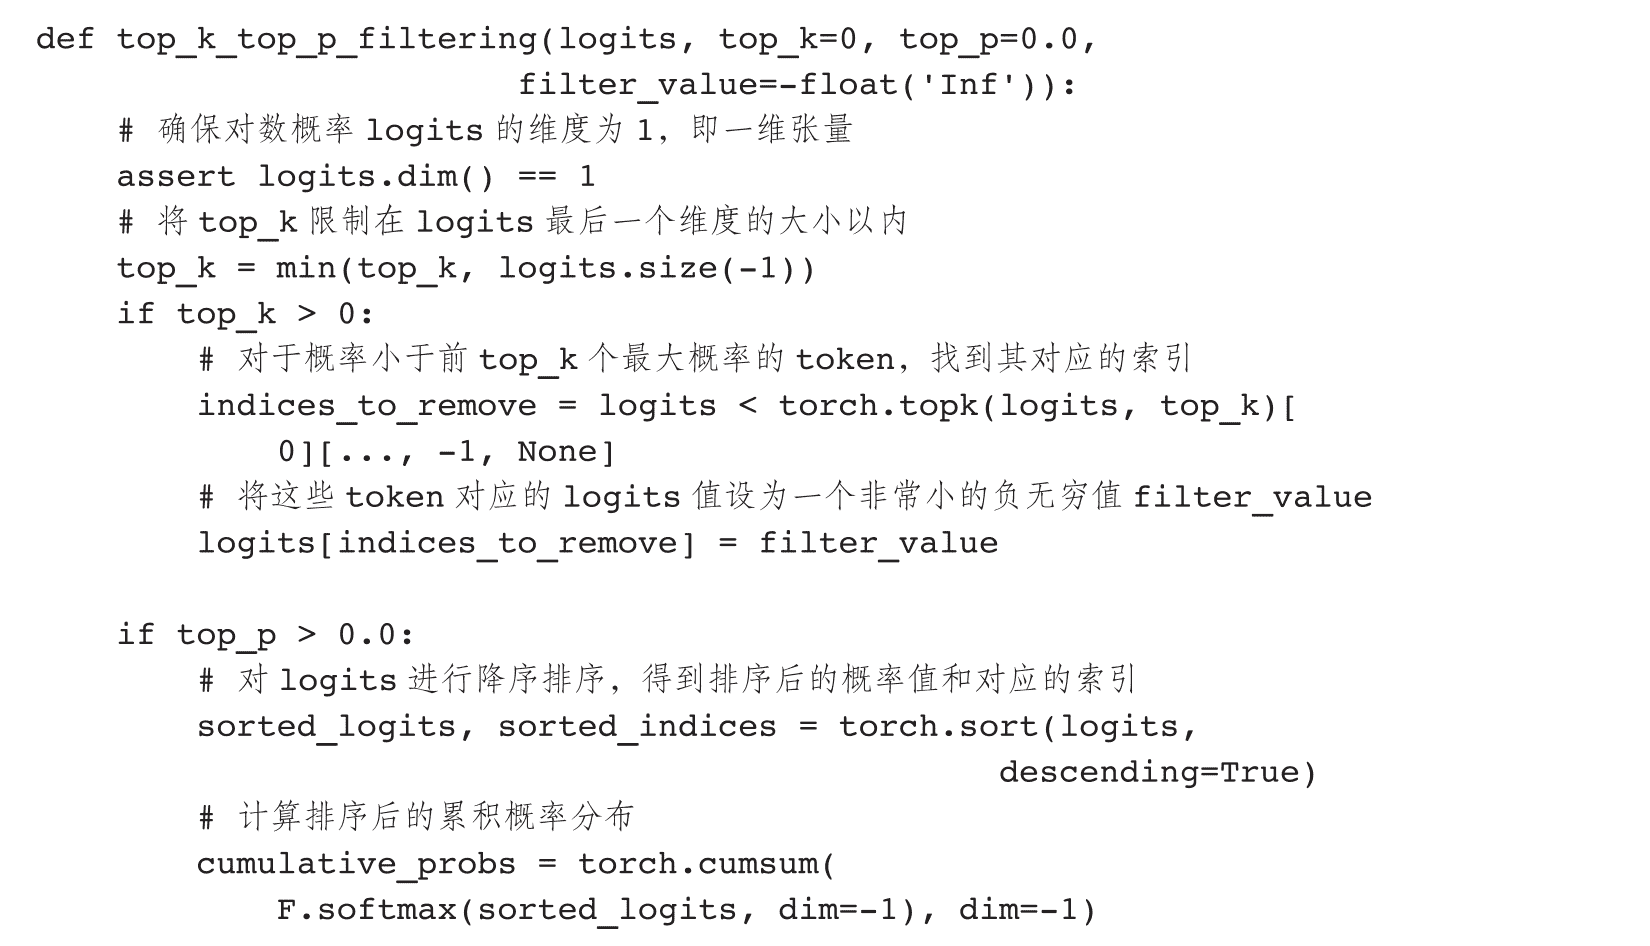 def top_k_top_p_filtering(logits, top_k=0, top_p=0.0,
                        filter_value=-float('Inf')):
    # 确保对数概率 logits 的维度为 1，即一维张量
    assert logits.dim() == 1
    # 将 top_k 限制在 logits 最后一个维度的大小以内
    top_k = min(top_k, logits.size(-1))
    if top_k > 0:
        # 对于概率小于前 top_k 个最大概率的 token，找到其对应的索引
        indices_to_remove = logits < torch.topk(logits, top_k)[
            0][..., -1, None]
        # 将这些 token 对应的 logits 值设为一个非常小的负无穷值 filter_value
        logits[indices_to_remove] = filter_value

    if top_p > 0.0:
        # 对 logits 进行降序排序，得到排序后的概率值和对应的索引
        sorted_logits, sorted_indices = torch.sort(logits,
                                                descending=True)
        # 计算排序后的累积概率分布
        cumulative_probs = torch.cumsum(
            F.softmax(sorted_logits, dim=-1), dim=-1)